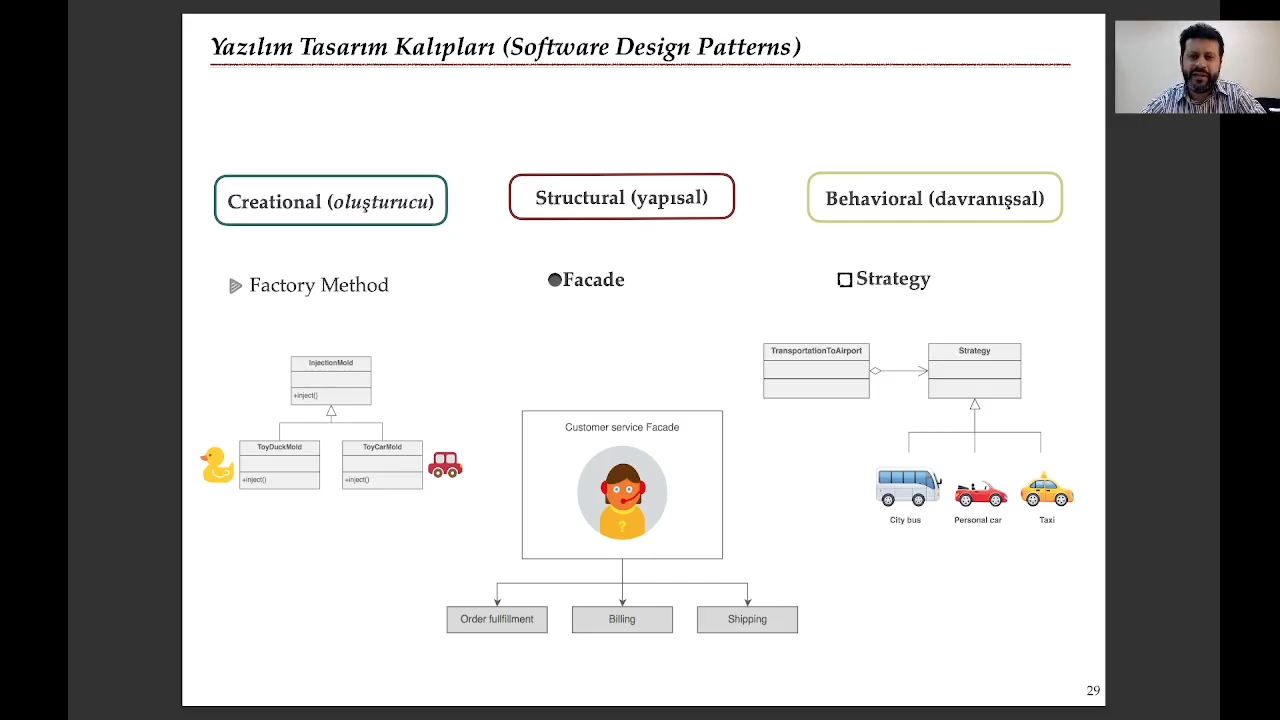 Yazılım Tasarım Kalıpları (Software Design Patterns)
Creational (oluşturucu)
Structural (yapısal)
Behavioral (davranışsal)
Factory Method
Facade
Strategy
InjectionMold
+inject()
ToyDuckMold
+inject()
ToyCarMold
+inject()
Customer service Facade
?
Order fullfillment
Billing
Shipping
TransportationToAirport
Strategy
City bus
Personal car
Taxi
29